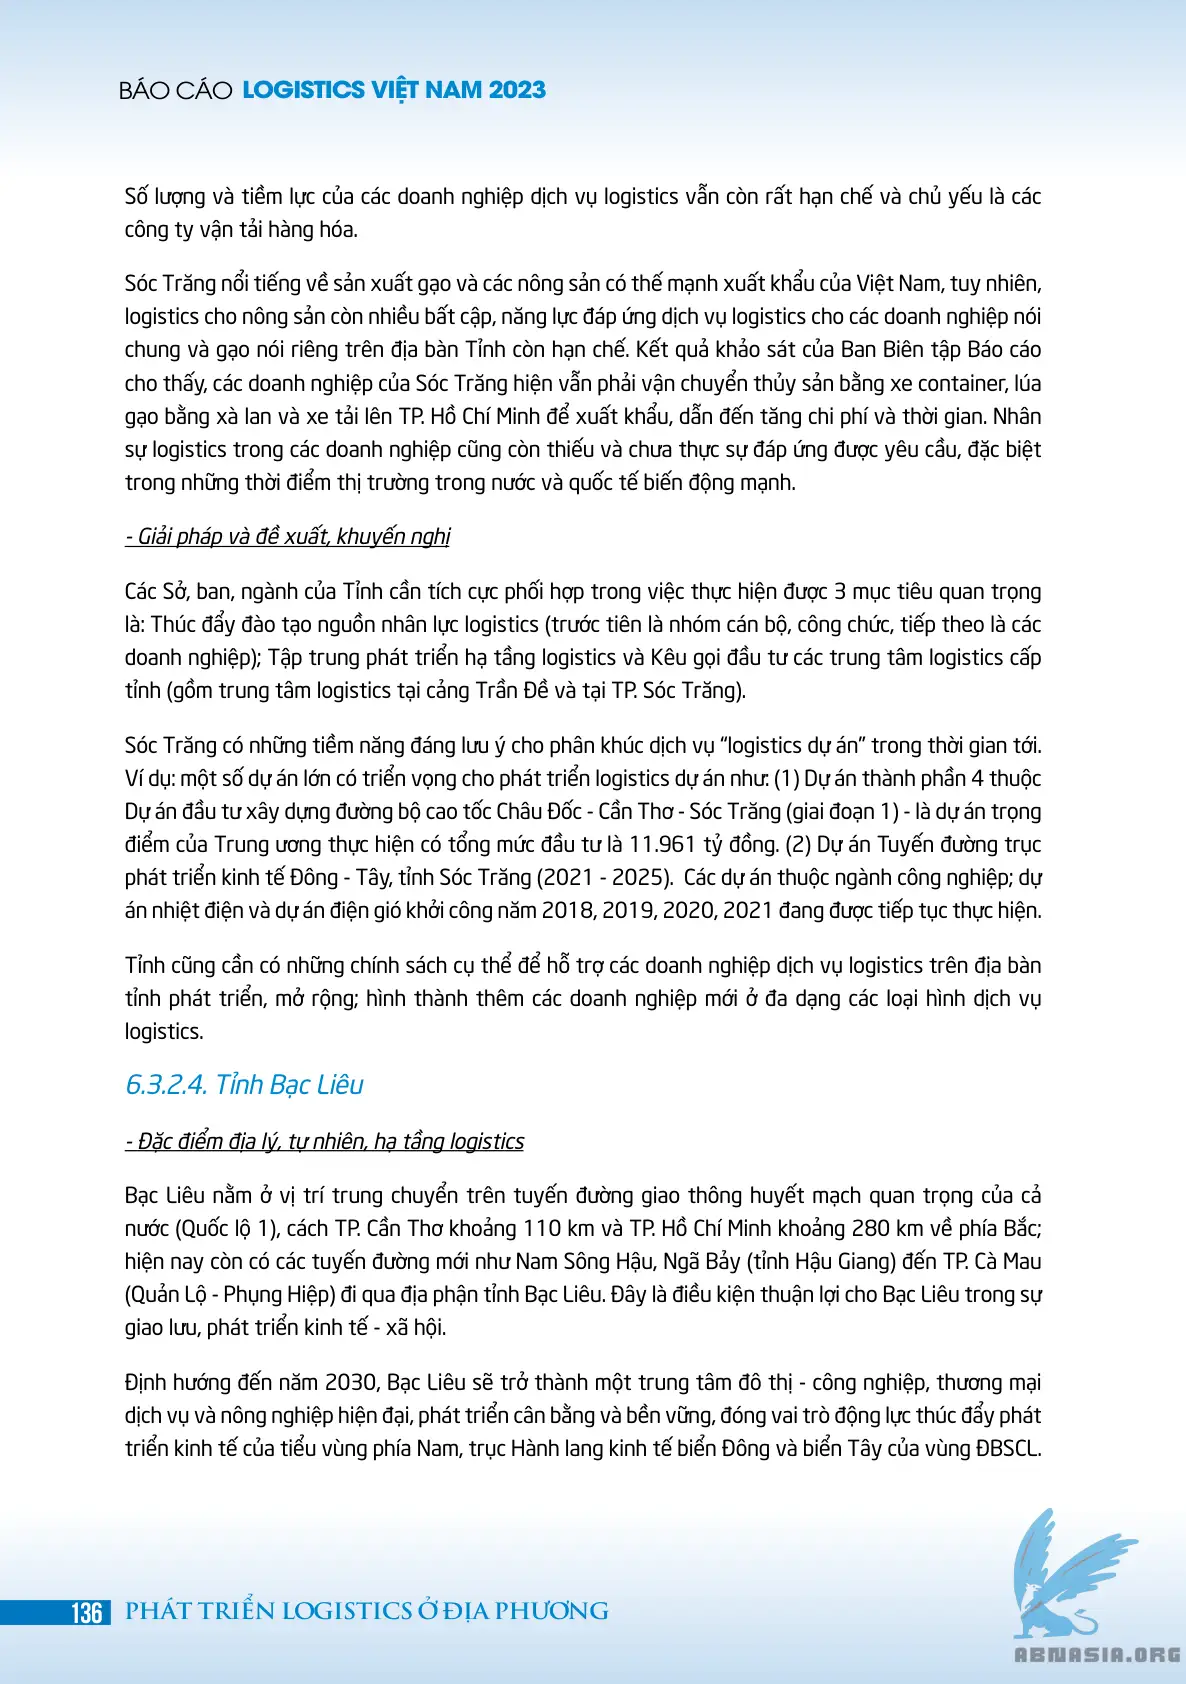 BÁO CÁO LOGISTICS VIỆT NAM 2023
Số lượng và tiềm lực của các doanh nghiệp dịch vụ logistics vẫn còn rất hạn chế và chủ yếu là các
công ty vận tải hàng hóa.
Sóc Trăng nổi tiếng về sản xuất gạo và các nông sản có thế mạnh xuất khẩu của Việt Nam, tuy nhiên,
logistics cho nông sản còn nhiều bất cập, năng lực đáp ứng dịch vụ logistics cho các doanh nghiệp nói
chung và gạo nói riêng trên địa bàn Tỉnh còn hạn chế. Kết quả khảo sát của Ban Biên tập Báo cáo
cho thấy, các doanh nghiệp của Sóc Trăng hiện vẫn phải vận chuyển thủy sản bằng xe container, lúa
gạo bằng xà lan và xe tải lên TP. Hồ Chí Minh để xuất khẩu, dẫn đến tăng chi phí và thời gian. Nhân
sự logistics trong các doanh nghiệp cũng còn thiếu và chưa thực sự đáp ứng được yêu cầu, đặc biệt
trong những thời điểm thị trường trong nước và quốc tế biến động mạnh.
- Giải pháp và đề xuất, khuyến nghị
Các Sở, ban, ngành của Tỉnh cần tích cực phối hợp trong việc thực hiện được 3 mục tiêu quan trọng
là: Thúc đẩy đào tạo nguồn nhân lực logistics (trước tiên là nhóm cán bộ, công chức, tiếp theo là các
doanh nghiệp); Tập trung phát triển hạ tầng logistics và Kêu gọi đầu tư các trung tâm logistics cấp
tỉnh (gồm trung tâm logistics tại cảng Trần Đề và tại TP. Sóc Trăng).
Sóc Trăng có những tiềm năng đáng lưu ý cho phân khúc dịch vụ “logistics dự án” trong thời gian tới.
Ví dụ: một số dự án lớn có triển vọng cho phát triển logistics dự án như: (1) Dự án thành phần 4 thuộc
Dự án đầu tư xây dựng đường bộ cao tốc Châu Đốc - Cần Thơ - Sóc Trăng (giai đoạn 1) - là dự án trọng
điểm của Trung ương thực hiện có tổng mức đầu tư là 11.961 tỷ đồng. (2) Dự án Tuyến đường trục
phát triển kinh tế Đông - Tây, tỉnh Sóc Trăng (2021 - 2025). Các dự án thuộc ngành công nghiệp; dự
án nhiệt điện và dự án điện gió khởi công năm 2018, 2019, 2020, 2021 đang được tiếp tục thực hiện.
Tỉnh cũng cần có những chính sách cụ thể để hỗ trợ các doanh nghiệp dịch vụ logistics trên địa bàn
tỉnh phát triển, mở rộng; hình thành thêm các doanh nghiệp mới ở đa dạng các loại hình dịch vụ
logistics.
6.3.2.4. Tỉnh Bạc Liêu
- Đặc điểm địa lý, tự nhiên, hạ tầng logistics
Bạc Liêu nằm ở vị trí trung chuyển trên tuyến đường giao thông huyết mạch quan trọng của cả
nước (Quốc lộ 1), cách TP. Cần Thơ khoảng 110 km và TP. Hồ Chí Minh khoảng 280 km về phía Bắc;
hiện nay còn có các tuyến đường mới như Nam Sông Hậu, Ngã Bảy (tỉnh Hậu Giang) đến TP. Cà Mau
(Quản Lộ - Phụng Hiệp) đi qua địa phận tỉnh Bạc Liêu. Đây là điều kiện thuận lợi cho Bạc Liêu trong sự
giao lưu, phát triển kinh tế - xã hội.
Định hướng đến năm 2030, Bạc Liêu sẽ trở thành một trung tâm đô thị - công nghiệp, thương mại
dịch vụ và nông nghiệp hiện đại, phát triển cân bằng và bền vững, đóng vai trò động lực thúc đẩy phát
triển kinh tế của tiểu vùng phía Nam, trục Hành lang kinh tế biển Đông và biển Tây của vùng ĐBSCL.
136 PHÁT TRIỂN LOGISTICS Ở ĐỊA PHƯƠNG
ABMASIA.ORG